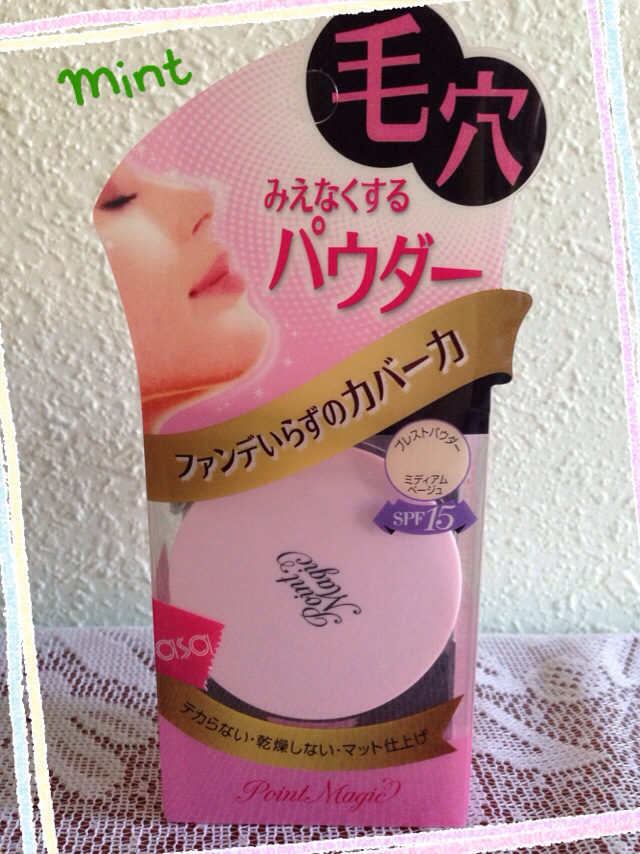 mint
毛穴
みえなくする
パウダー
ファンデいらずのカバー力
プレストパウダー
ミディアム
ベージュ
SPF15
Point
Magic
asa
テカらない・乾燥しない・マット仕上げ
Point Magic